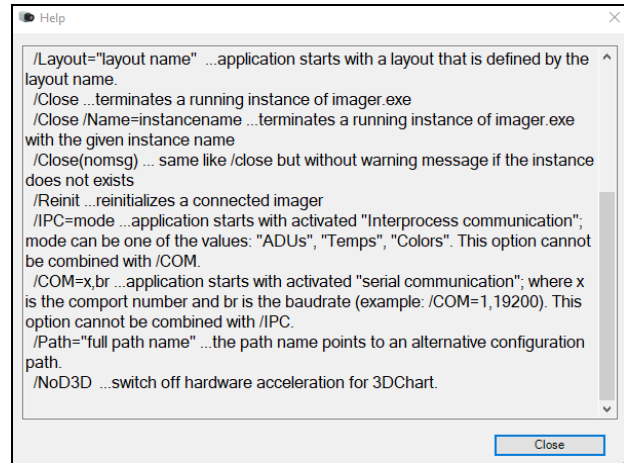 Help
/Layout="layout name"  ...application starts with a layout that is defined by the
layout name.
/Close ...terminates a running instance of imager.exe
/Close /Name=instancename ...terminates a running instance of imager.exe
with the given instance name
/Close(nomsg) ... same like /close but without warning message if the instance
does not exists
/Reinit ...reinitializes a connected imager
/IPC=mode ...application starts with activated "Interprocess communication";
mode can be one of the values: "ADUs", "Temps", "Colors". This option cannot
be combined with /COM.
/COM=x,br ...application starts with activated "serial communication"; where x
is the comport number and br is the baudrate (example: /COM=1,19200). This
option cannot be combined with /IPC.
/Path="full path name" ...the path name points to an alternative configuration
path.
/NoD3D  ...switch off hardware acceleration for 3DChart.
Close